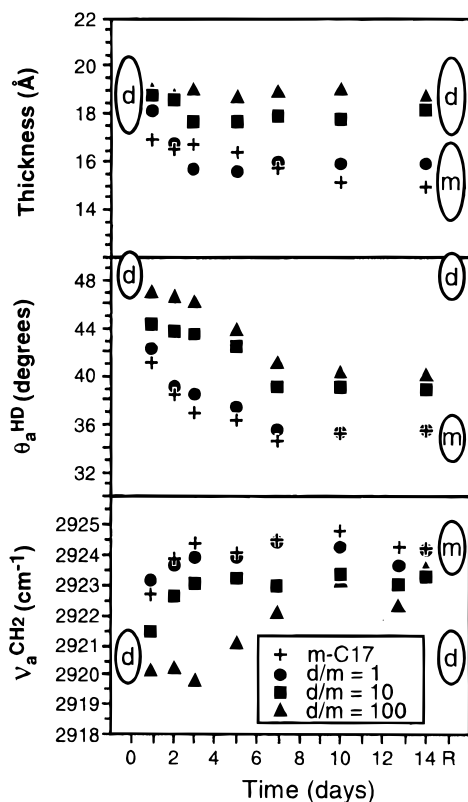 Thickness (Å)
22
20
18
16
14
d
d
m
θaHD (degrees)
48
44
40
36
32
d
d
m
νaCH2 (cm-1)
2925
2924
2923
2922
2921
2920
2919
2918
d
m
d
+ m-C17
● d/m = 1
■ d/m = 10
▲ d/m = 100
0 2 4 6 8 10 12 14 R
Time (days)